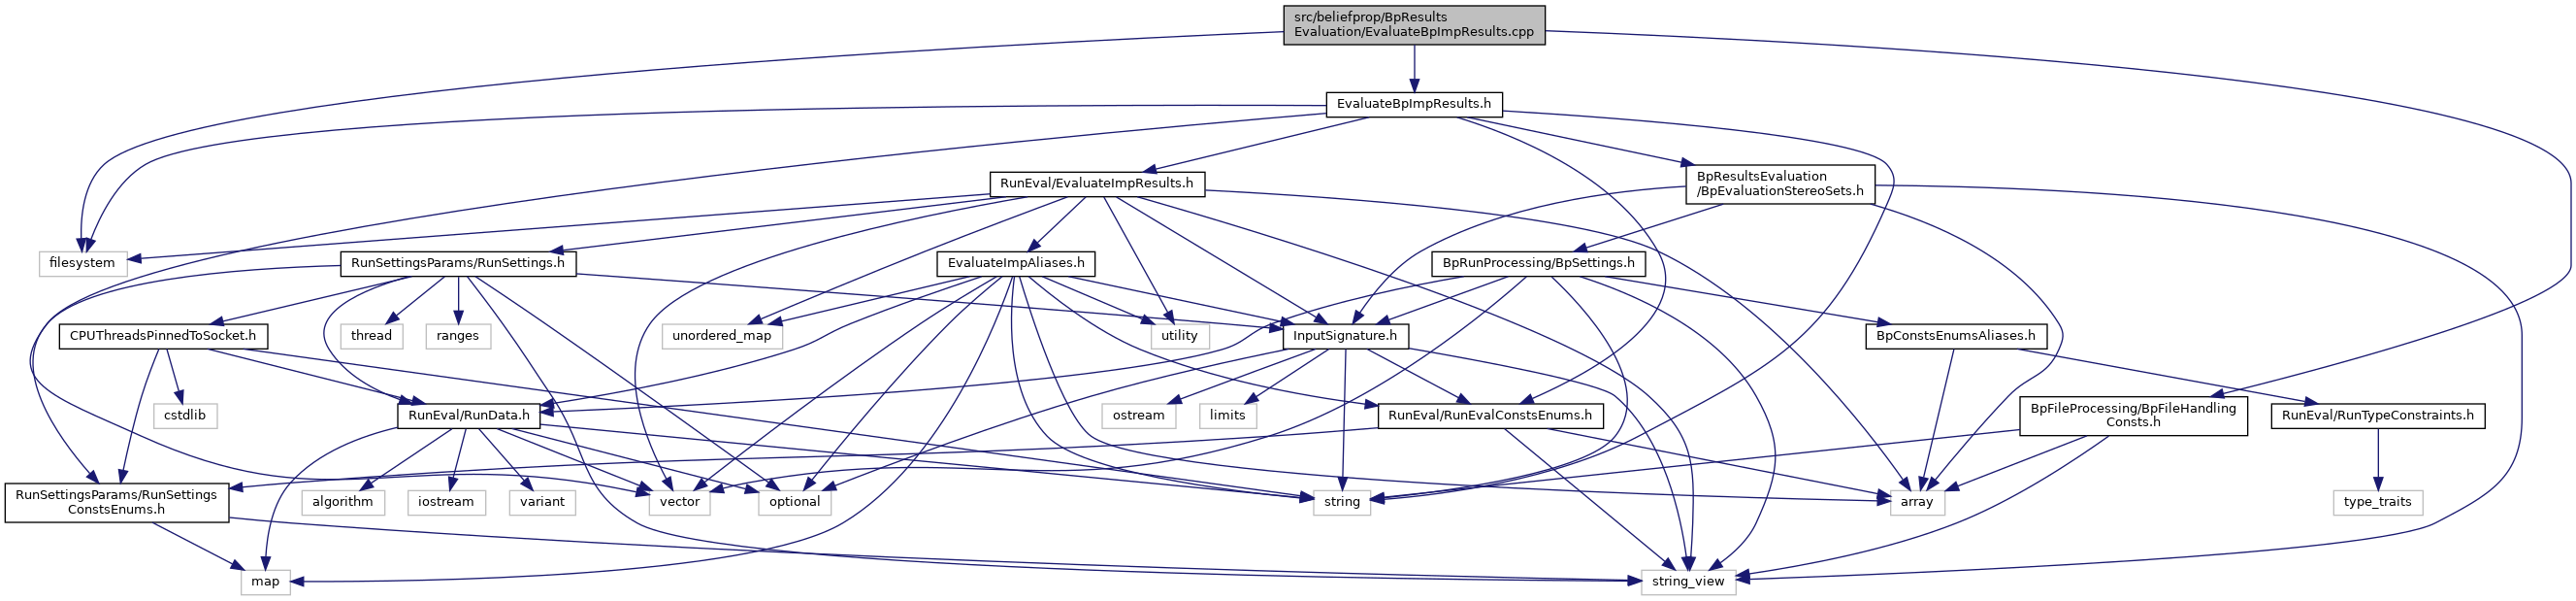 src/beliefprop/BpResults
Evaluation/EvaluateBpImpResults.cpp
EvaluateBpImpResults.h
RunEval/EvaluateImpResults.h
BpResultsEvaluation
/BpEvaluationStereoSets.h
filesystem
RunSettingsParams/RunSettings.h
EvaluateImpAliases.h
BpRunProcessing/BpSettings.h
CPUThreadsPinnedToSocket.h
thread
ranges
unordered_map
utility
InputSignature.h
BpConstsEnumsAliases.h
cstdlib
RunEval/RunData.h
ostream
limits
RunEval/RunEvalConstsEnums.h
BpFileProcessing/BpFileHandling
Consts.h
RunEval/RunTypeConstraints.h
RunSettingsParams/RunSettings
ConstsEnums.h
algorithm
iostream
variant
vector
optional
string
array
type_traits
map
string_view